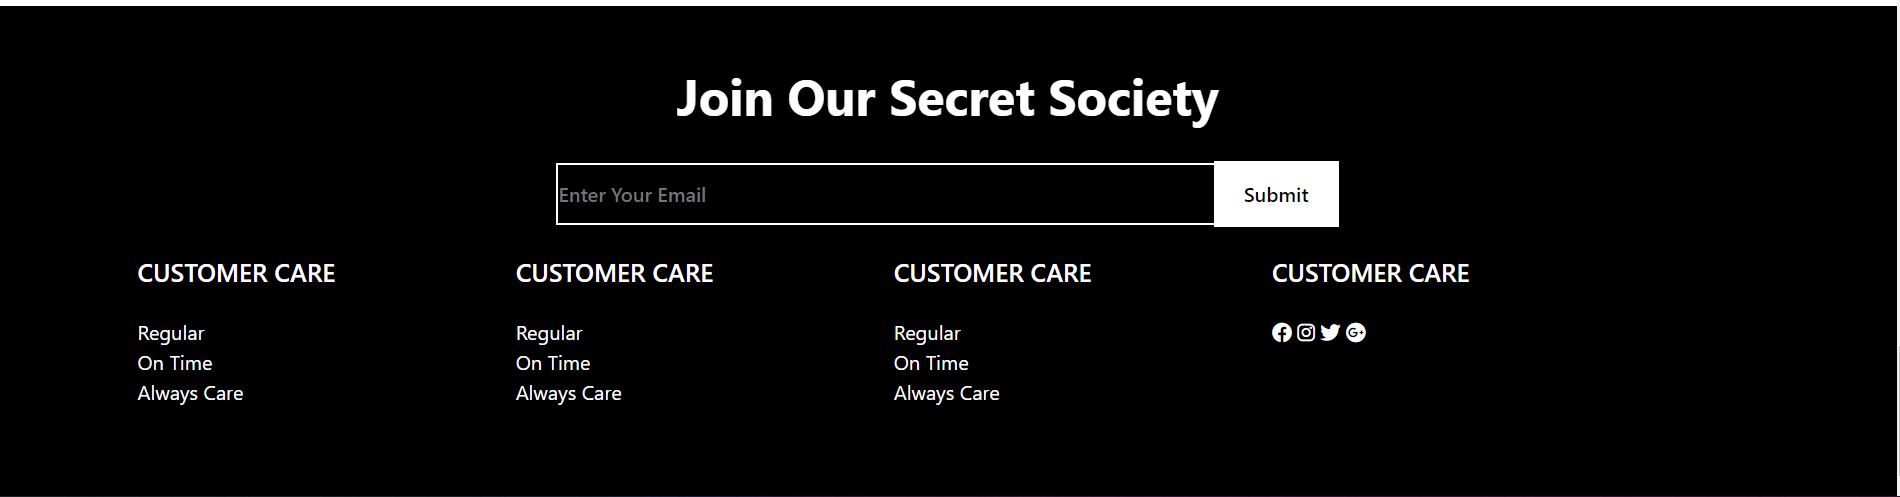 Join Our Secret Society
Enter Your Email
Submit
CUSTOMER CARE
Regular
On Time
Always Care
CUSTOMER CARE
Regular
On Time
Always Care
CUSTOMER CARE
Regular
On Time
Always Care
CUSTOMER CARE